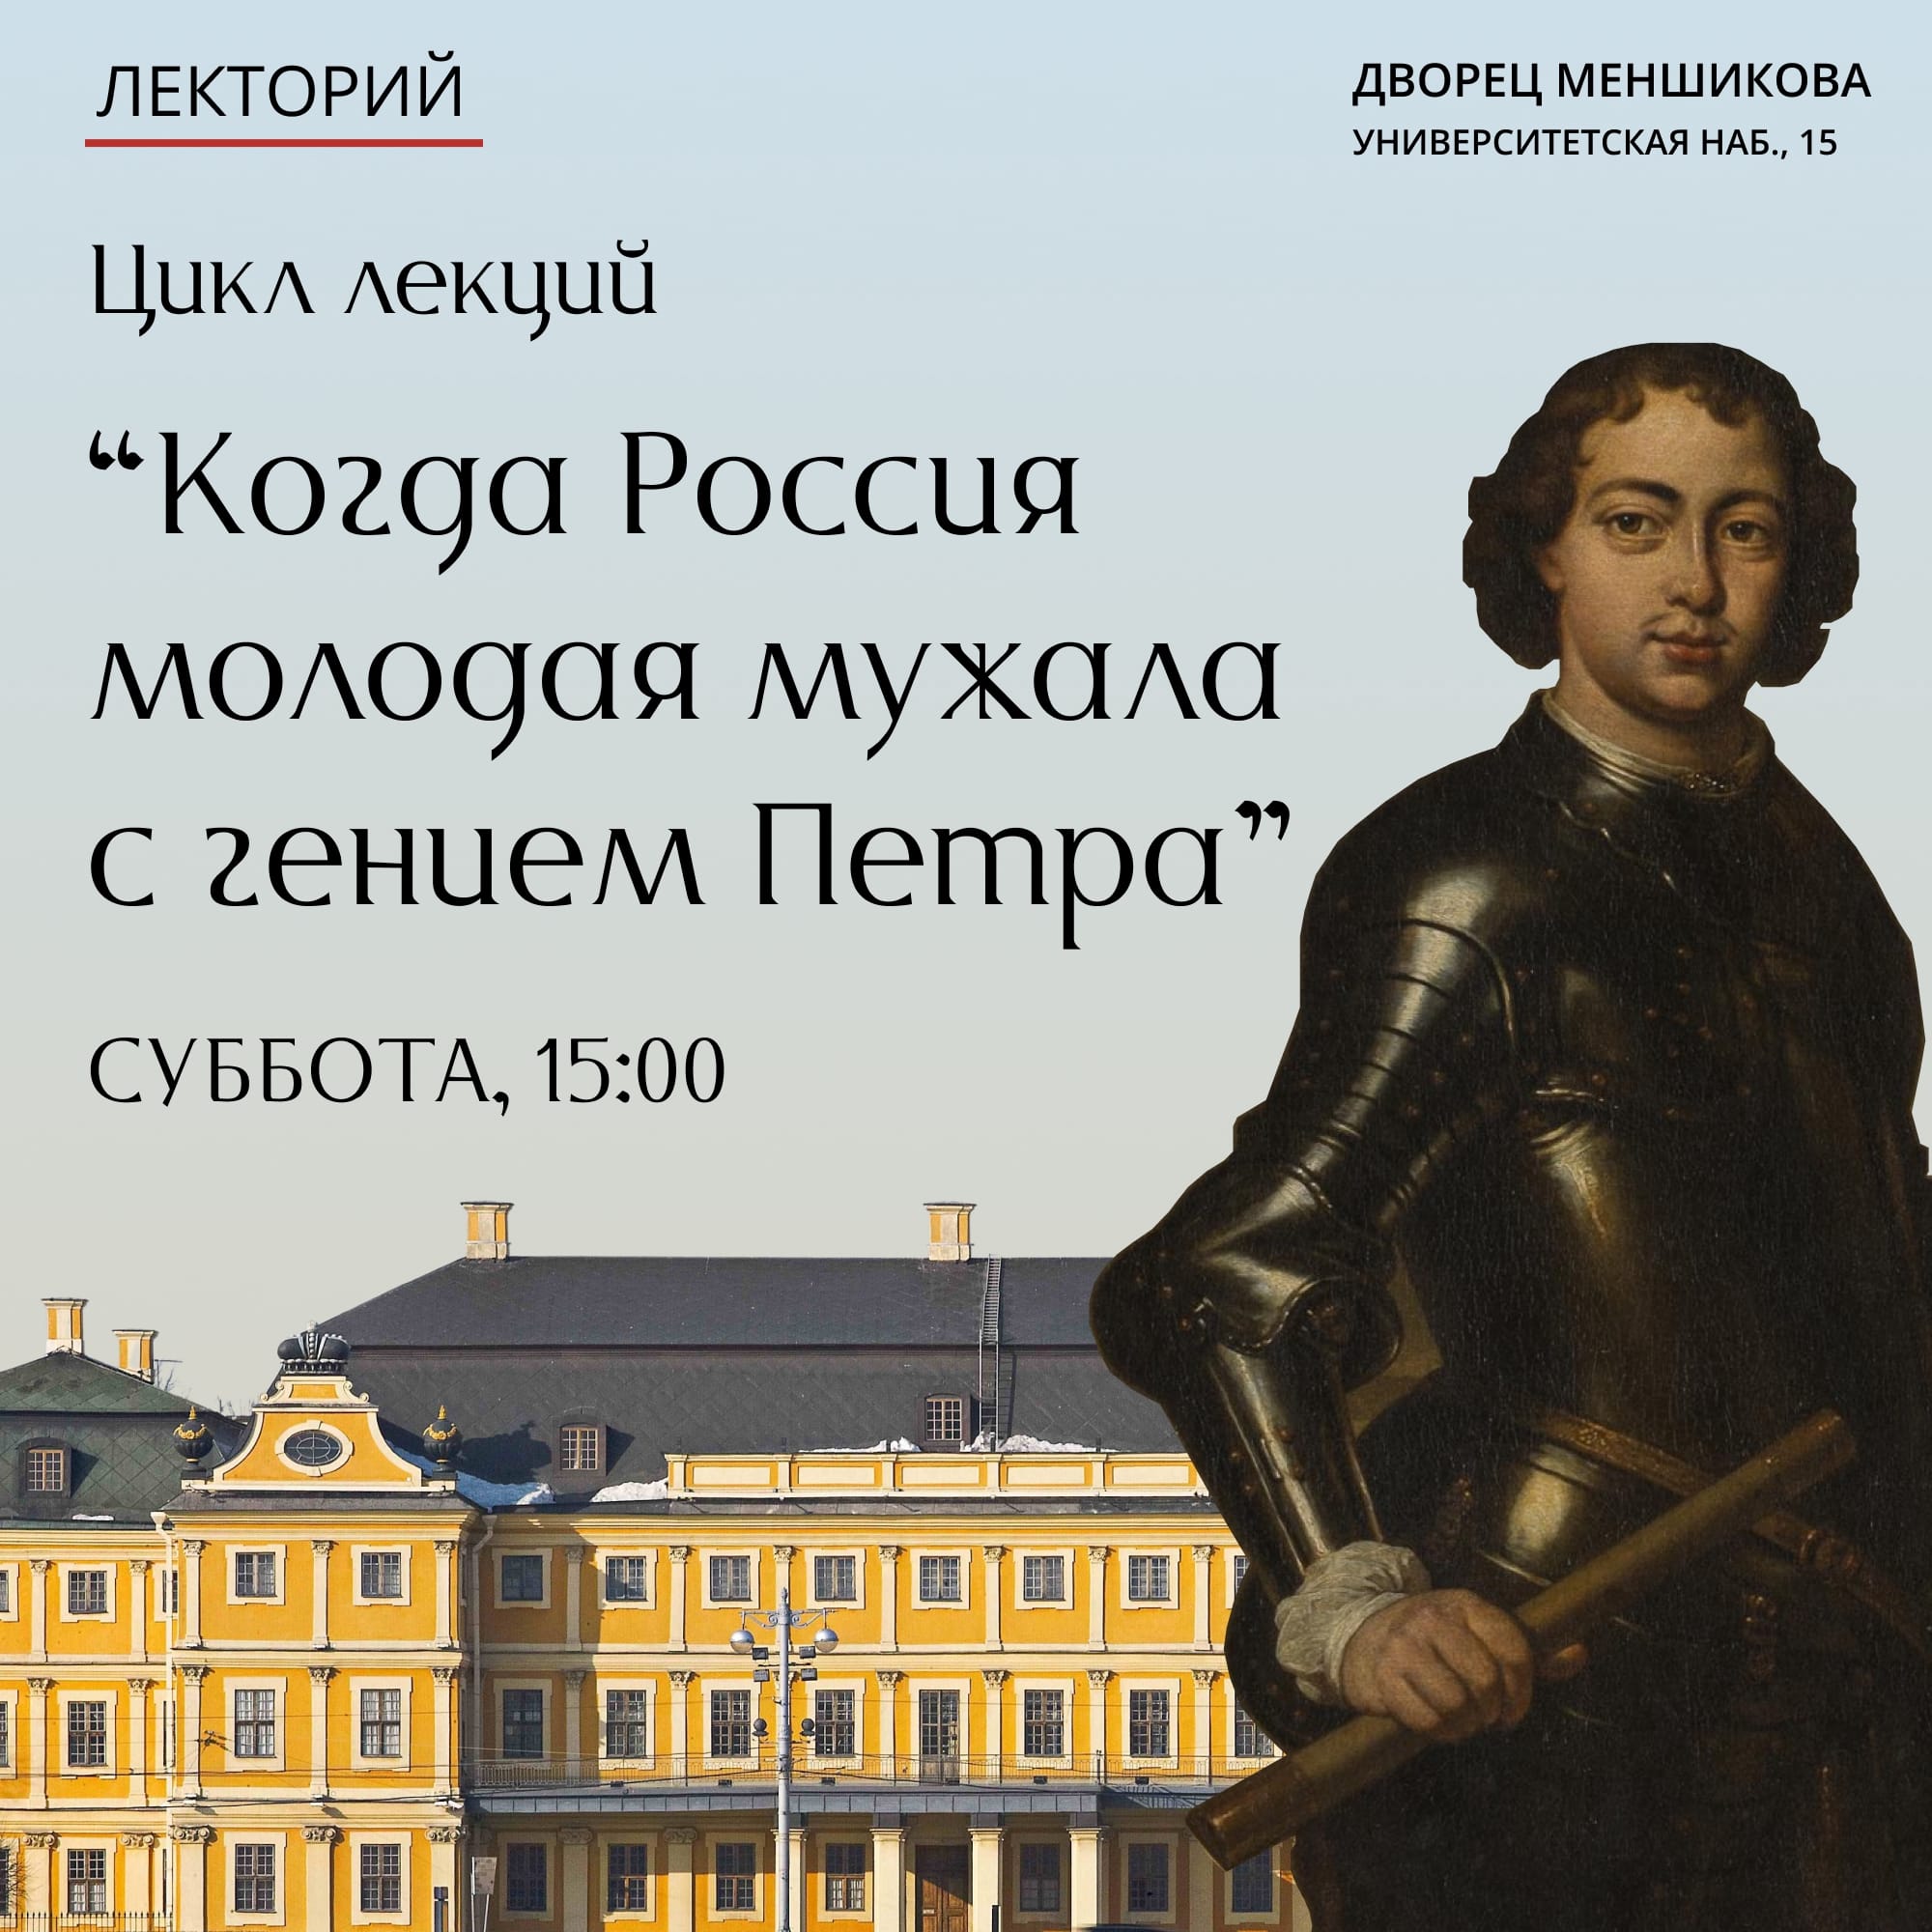 ЛЕКТОРИЙ
ДВОРЕЦ МЕНШИКОВА
УНИВЕРСИТЕТСКАЯ НАБ., 15
Цикл лекций
“Когда Россия
молодая мужала
с гением Петра”
СУББОТА, 15:00